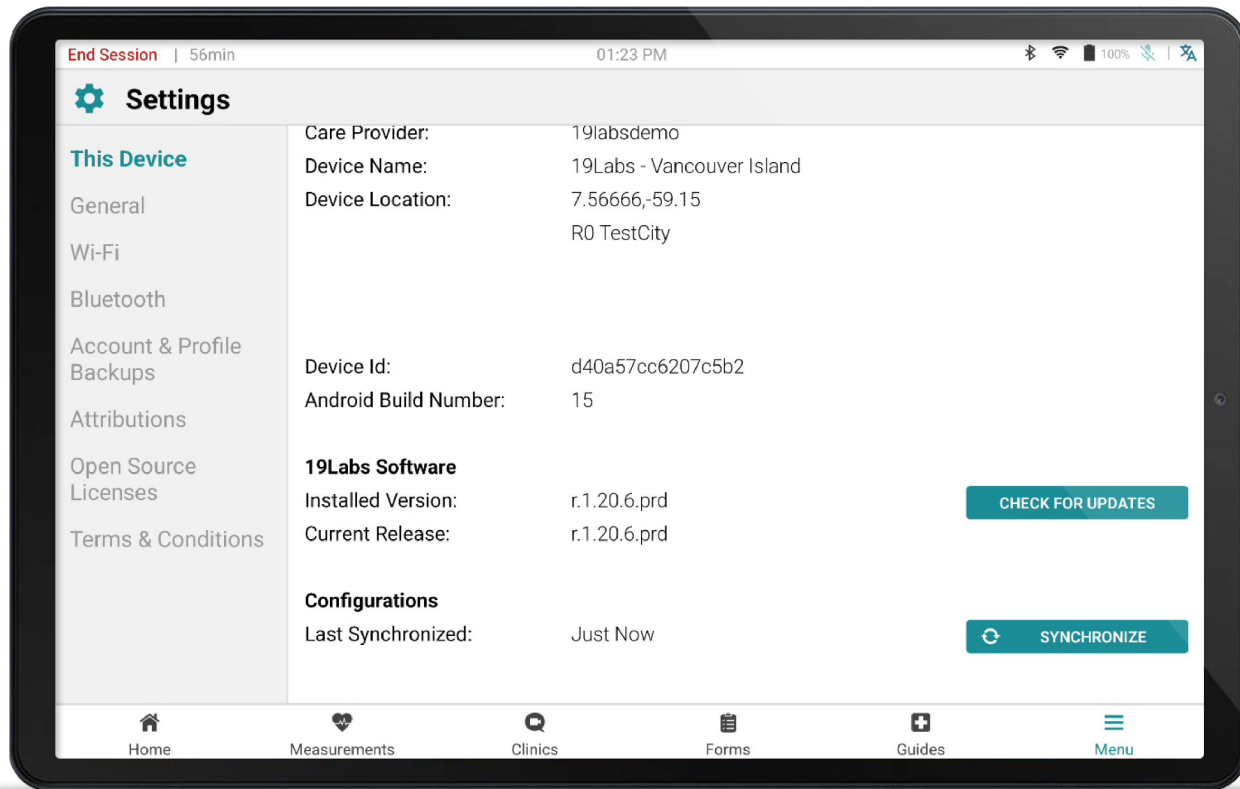 End Session | 56min 01:23 PM 100%
Settings
This Device
General
Wi-Fi
Bluetooth
Account & Profile
Backups
Attributions
Open Source
Licenses
Terms & Conditions
Care Provider: 19labsdemo
Device Name: 19Labs - Vancouver Island
Device Location: 7.56666,-59.15
R0 TestCity
Device Id: d40a57cc6207c5b2
Android Build Number: 15
19Labs Software
Installed Version: r.1.20.6.prd CHECK FOR UPDATES
Current Release: r.1.20.6.prd
Configurations
Last Synchronized: Just Now SYNCHRONIZE
Home Measurements Clinics Forms Guides Menu